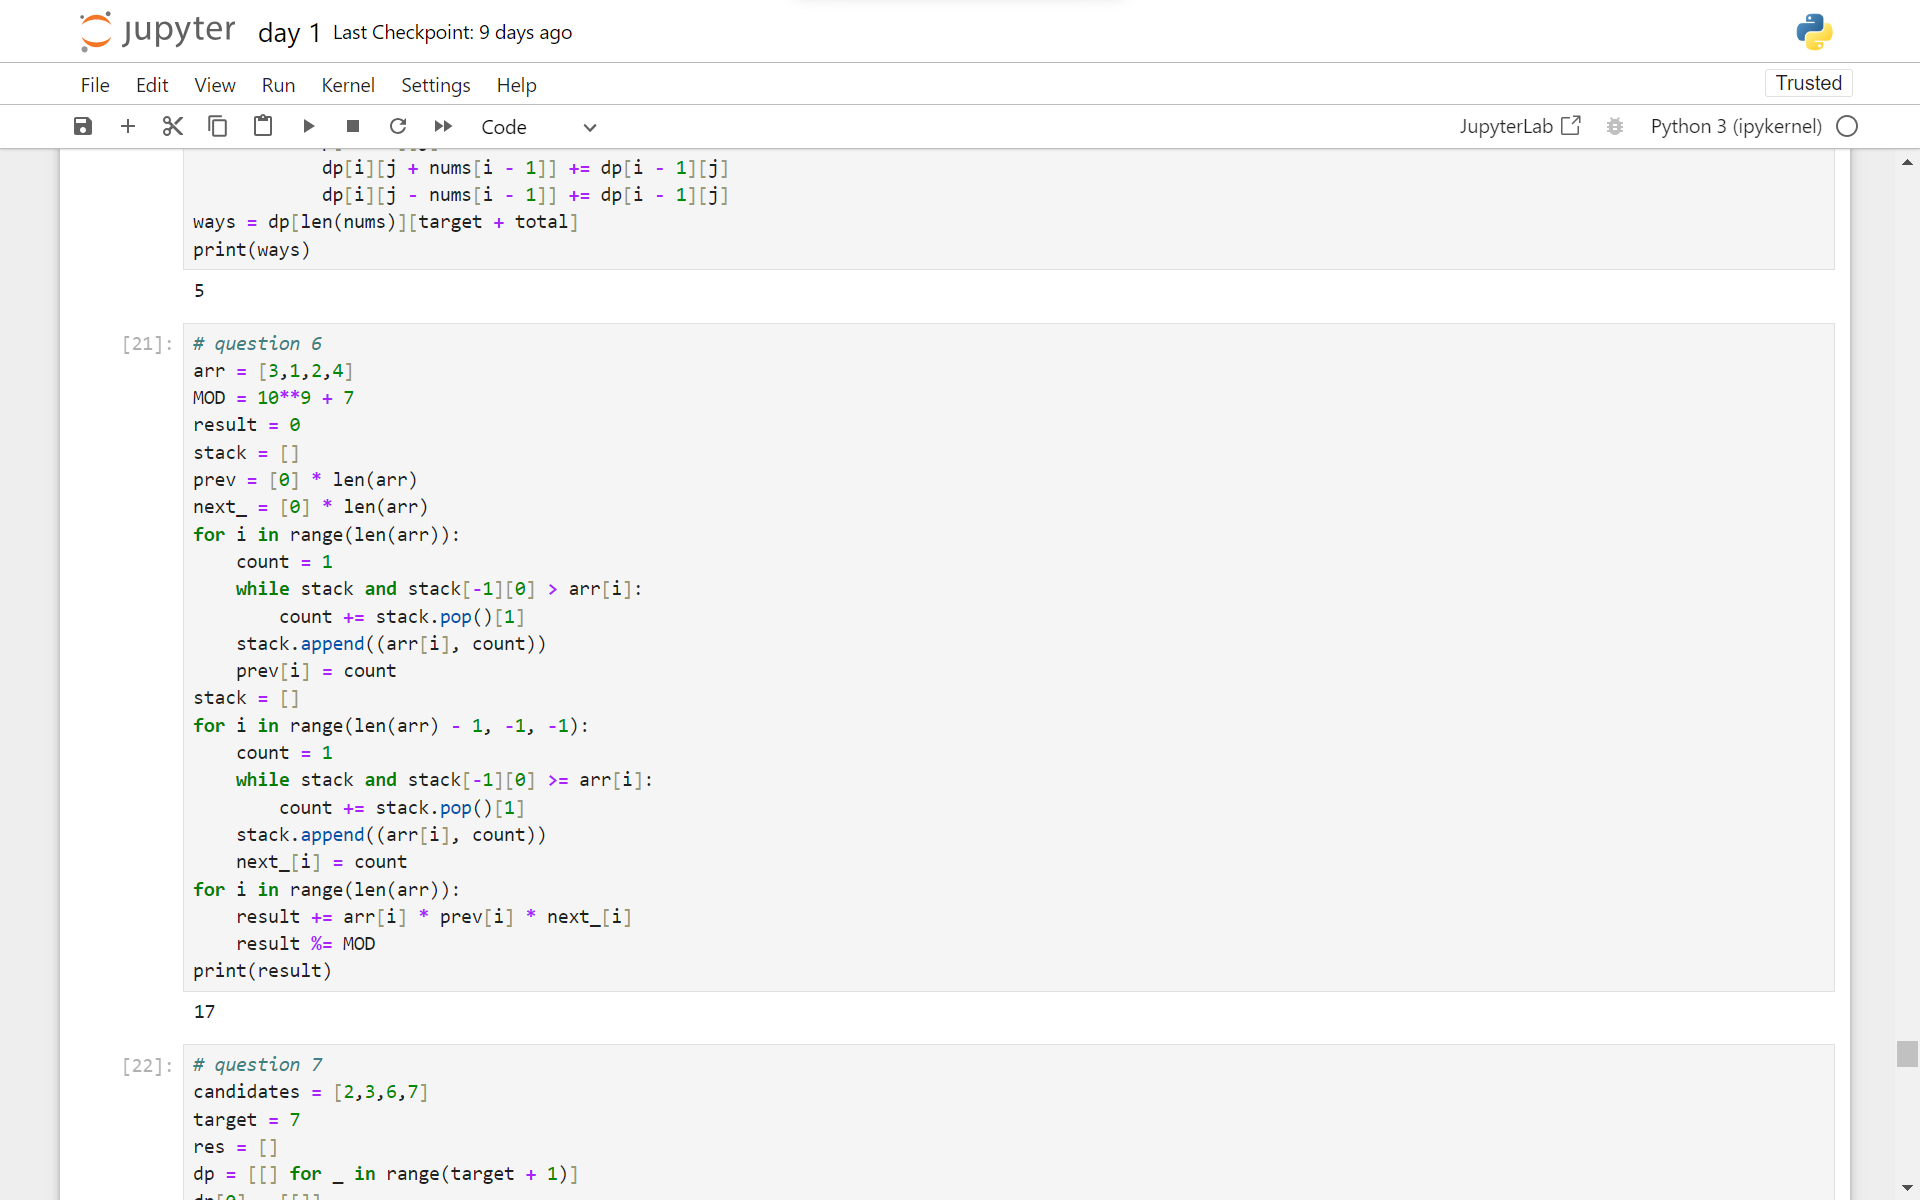 jupyter day 1 Last Checkpoint: 9 days ago
File Edit View Run Kernel Settings Help Trusted
Code JupyterLab Python 3 (ipykernel)
            dp[i][j + nums[i - 1]] += dp[i - 1][j]
            dp[i][j - nums[i - 1]] += dp[i - 1][j]
ways = dp[len(nums)][target + total]
print(ways)
5
[21]: # question 6
arr = [3,1,2,4]
MOD = 10**9 + 7
result = 0
stack = []
prev = [0] * len(arr)
next_ = [0] * len(arr)
for i in range(len(arr)):
    count = 1
    while stack and stack[-1][0] > arr[i]:
        count += stack.pop()[1]
    stack.append((arr[i], count))
    prev[i] = count
stack = []
for i in range(len(arr) - 1, -1, -1):
    count = 1
    while stack and stack[-1][0] >= arr[i]:
        count += stack.pop()[1]
    stack.append((arr[i], count))
    next_[i] = count
for i in range(len(arr)):
    result += arr[i] * prev[i] * next_[i]
    result %= MOD
print(result)
17
[22]: # question 7
candidates = [2,3,6,7]
target = 7
res = []
dp = [[] for _ in range(target + 1)]